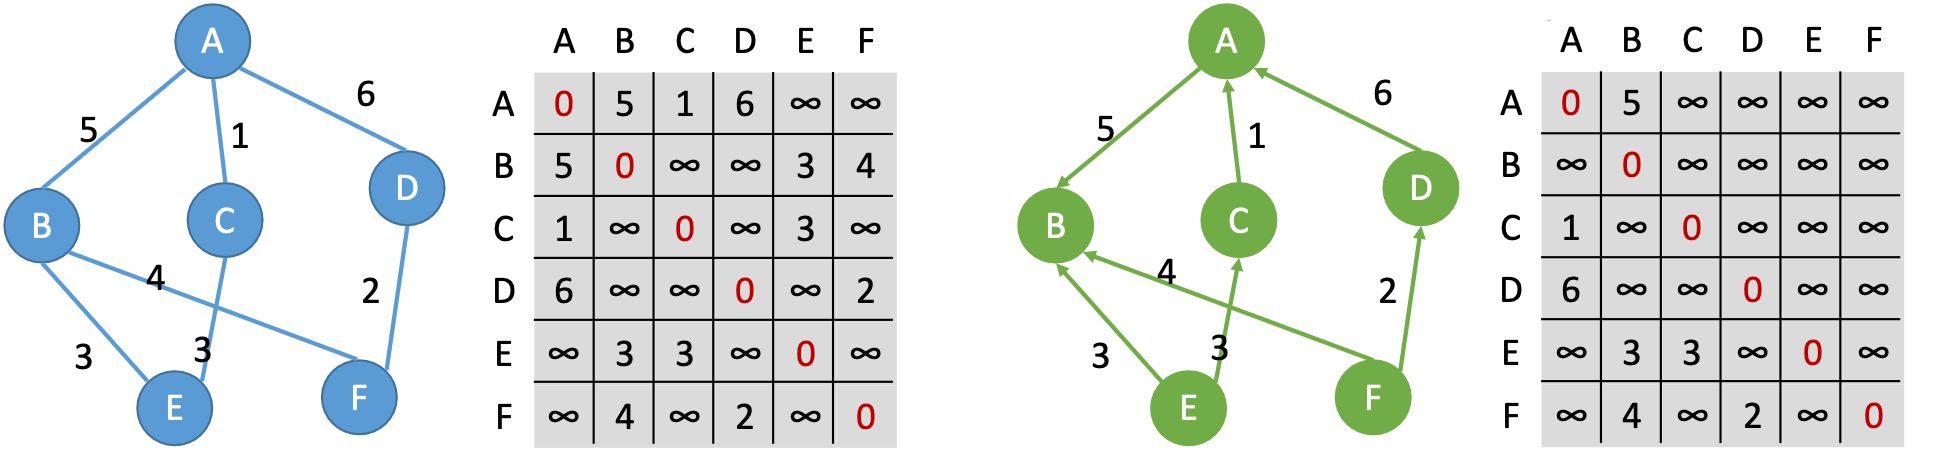 A
6
5
1
D
B
C
4
2
3
3
E
F
A B C D E F
A 0 5 1 6 ∞ ∞
B 5 0 ∞ ∞ 3 4
C 1 ∞ 0 ∞ 3 ∞
D 6 ∞ ∞ 0 ∞ 2
E ∞ 3 3 ∞ 0 ∞
F ∞ 4 ∞ 2 ∞ 0
A
6
5
1
D
B
C
4
2
3
3
E
F
A B C D E F
A 0 5 ∞ ∞ ∞ ∞
B ∞ 0 ∞ ∞ ∞ ∞
C 1 ∞ 0 ∞ ∞ ∞
D 6 ∞ ∞ 0 ∞ ∞
E ∞ 3 3 ∞ 0 ∞
F ∞ 4 ∞ 2 ∞ 0